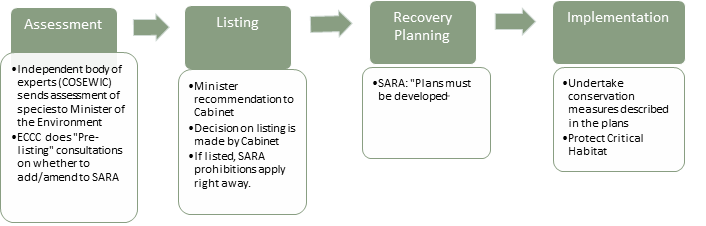 Assessment
•Independent body of
experts (COSEWIC)
sends assessment of
speciesto Minister of
the Environment
•ECCC does "Pre-
listing" consultations
on whether to
add/amend to SARA
Listing
•Minister
recommendation to
Cabinet
•Decision on listing is
made by Cabinet
•If listed, SARA
prohibitions apply
right away.
Recovery
Planning
•SARA: "Plans must
be developed
Implementation
•Undertake
conservation
measures described
in the plans
•Protect Critical
Habitat